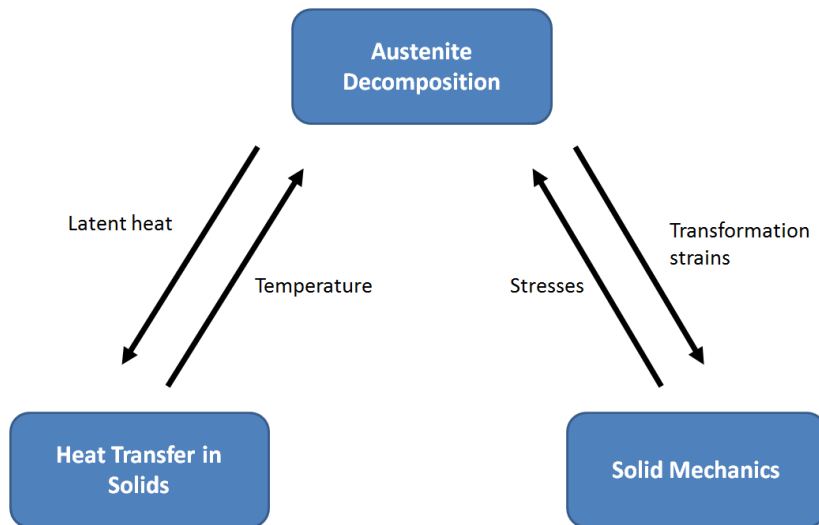 Austenite
Decomposition
Latent heat
Temperature
Stresses
Transformation
strains
Heat Transfer in
Solids
Solid Mechanics